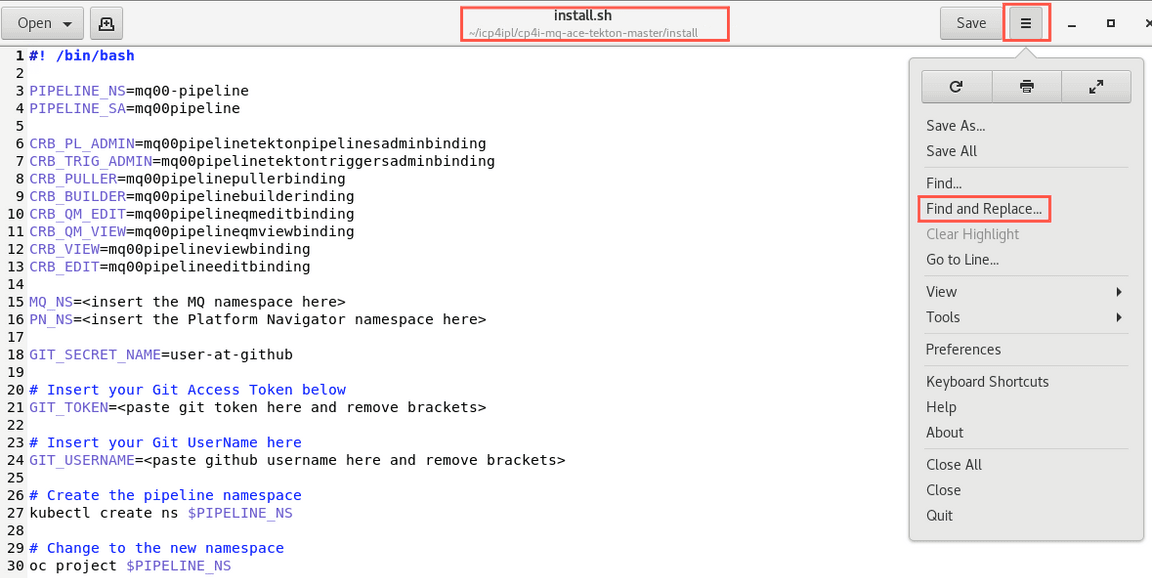 Open
install.sh
~/icp4ipl/cp4i-mq-ace-tekton-master/install
Save
1 #! /bin/bash
2
3 PIPELINE_NS=mq00-pipeline
4 PIPELINE_SA=mq00pipeline
5
6 CRB_PL_ADMIN=mq00pipelinetektonpipelinesadminbinding
7 CRB_TRIG_ADMIN=mq00pipelinetektontriggersadminbinding
8 CRB_PULLER=mq00pipelinepullerbinding
9 CRB_BUILDER=mq00pipelinebuilderinding
10 CRB_QM_EDIT=mq00pipelineqmeditbinding
11 CRB_QM_VIEW=mq00pipelineqmviewbinding
12 CRB_VIEW=mq00pipelineviewbinding
13 CRB_EDIT=mq00pipelineeditbinding
14
15 MQ_NS=<insert the MQ namespace here>
16 PN_NS=<insert the Platform Navigator namespace here>
17
18 GIT_SECRET_NAME=user-at-github
19
20 # Insert your Git Access Token below
21 GIT_TOKEN=<paste git token here and remove brackets>
22
23 # Insert your Git UserName here
24 GIT_USERNAME=<paste github username here and remove brackets>
25
26 # Create the pipeline namespace
27 kubectl create ns $PIPELINE_NS
28
29 # Change to the new namespace
30 oc project $PIPELINE_NS
Save As...
Save All
Find...
Find and Replace...
Clear Highlight
Go to Line...
View
Tools
Preferences
Keyboard Shortcuts
Help
About
Close All
Close
Quit